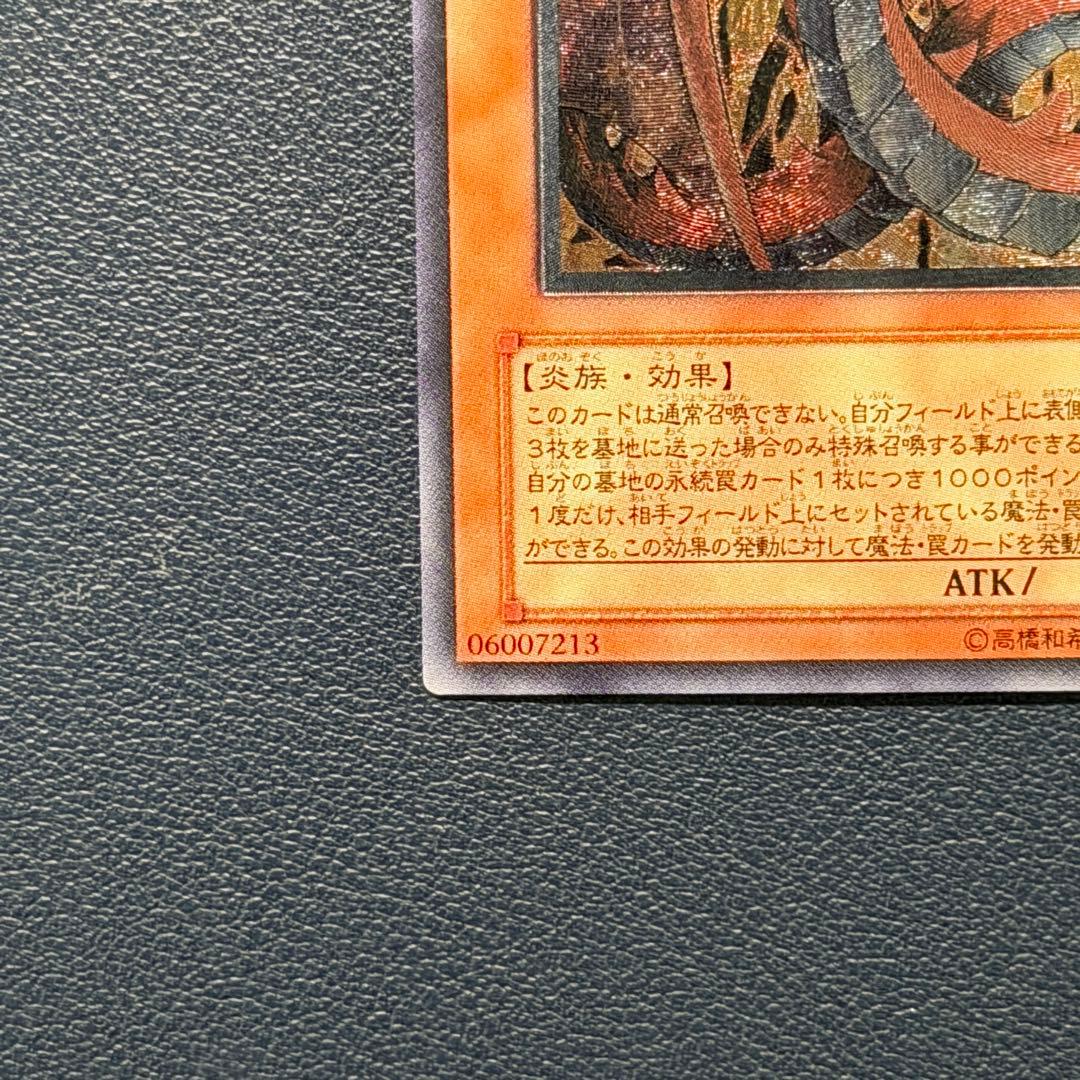 【炎族・効果】
このカードは通常召喚できない。自分フィールド上に表側
3枚を墓地に送った場合のみ特殊召喚する事ができる
自分の墓地の永続罠カード1枚につき1000ポイン
1度だけ、相手フィールド上にセットされている魔法・罠
ができる。この効果の発動に対して魔法・罠カードを発動
ATK/
06007213 ©高橋和希